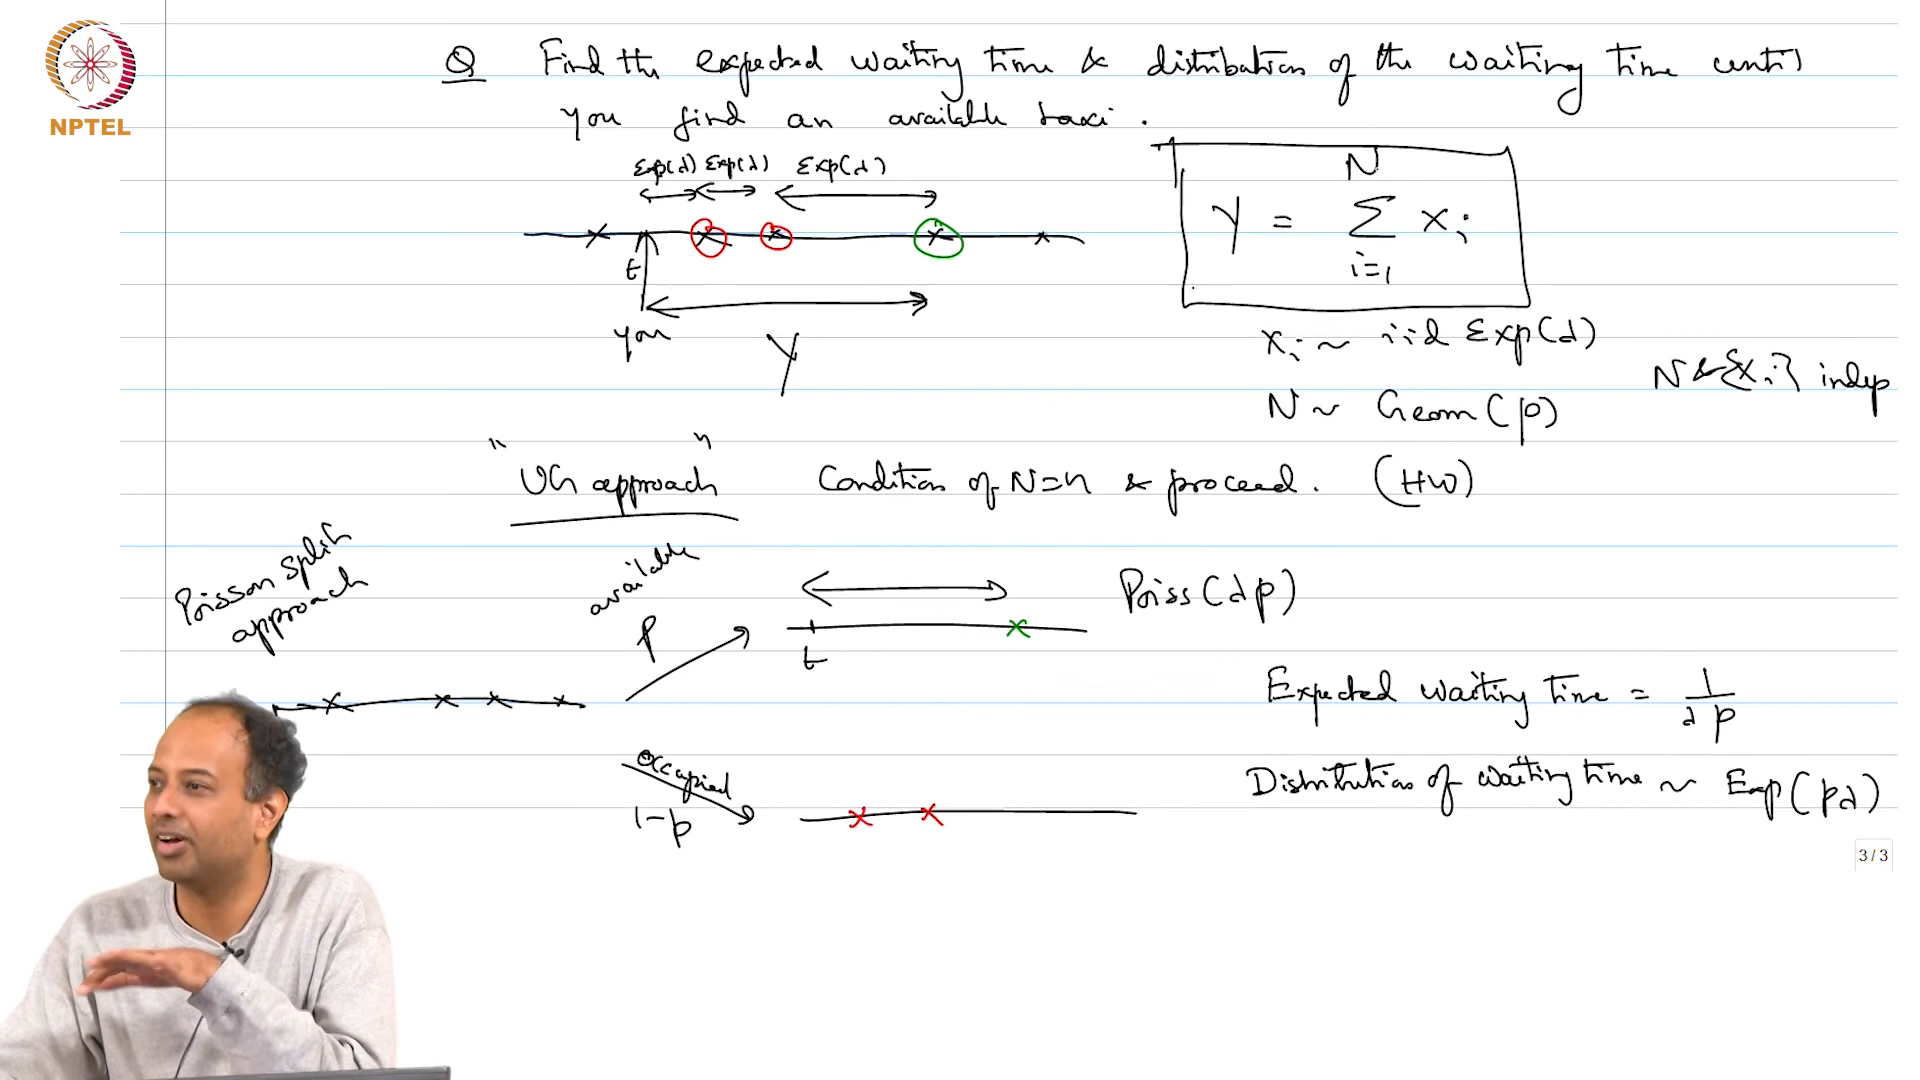 NPTEL
Q Find the expected waiting time & distribution of the waiting time until
you find an available taxi.
Exp(λ) Exp(λ) Exp(λ)
t
you
Y
Y = N Σ i=1 Xi
Xi ~ iid Exp(λ)
N & {Xi} indep
N ~ Geom(p)
"UG approach" Condition of N=n & proceed. (HW)
Poisson split
approach
available
p
t
Poiss(λp)
Expected waiting time = 1/λp
occupied
1-p
Distribution of waiting time ~ Exp(pλ)
3/3